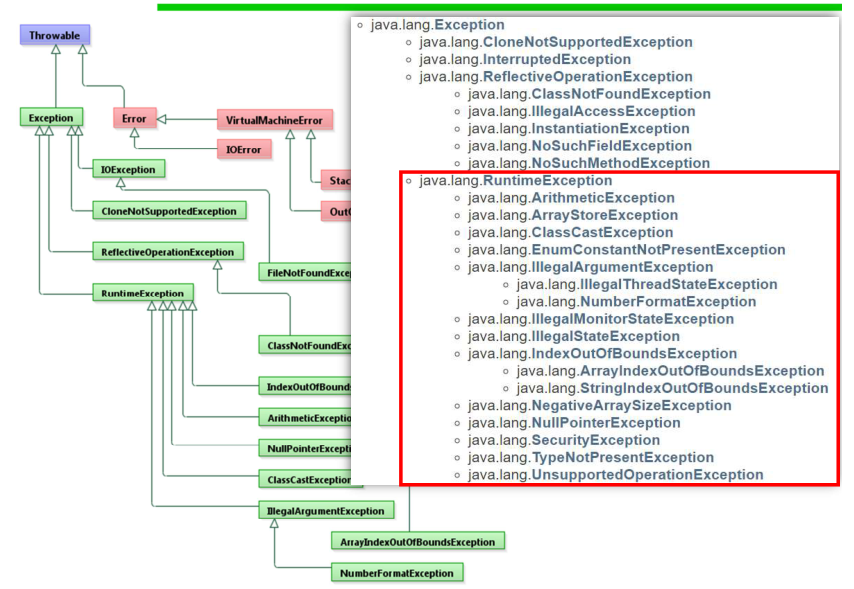 Throwable
Exception
Error
VirtualMachineError
IOError
IOException
CloneNotSupportedException
ReflectiveOperationException
RuntimeException
Stac
OutO
FileNotFoundExcep
ClassNotFoundExc
IndexOutOfBounds
ArithmeticExceptio
NullPointerExcepti
ClassCastException
IllegalArgumentException
ArrayIndexOutOfBoundsException
NumberFormatException
java.lang.Exception
java.lang.CloneNotSupportedException
java.lang.InterruptedException
java.lang.ReflectiveOperationException
java.lang.ClassNotFoundException
java.lang.IllegalAccessException
java.lang.InstantiationException
java.lang.NoSuchFieldException
java.lang.NoSuchMethodException
java.lang.RuntimeException
java.lang.ArithmeticException
java.lang.ArrayStoreException
java.lang.ClassCastException
java.lang.EnumConstantNotPresentException
java.lang.IllegalArgumentException
java.lang.IllegalThreadStateException
java.lang.NumberFormatException
java.lang.IllegalMonitorStateException
java.lang.IllegalStateException
java.lang.IndexOutOfBoundsException
java.lang.ArrayIndexOutOfBoundsException
java.lang.StringIndexOutOfBoundsException
java.lang.NegativeArraySizeException
java.lang.NullPointerException
java.lang.SecurityException
java.lang.TypeNotPresentException
java.lang.UnsupportedOperationException